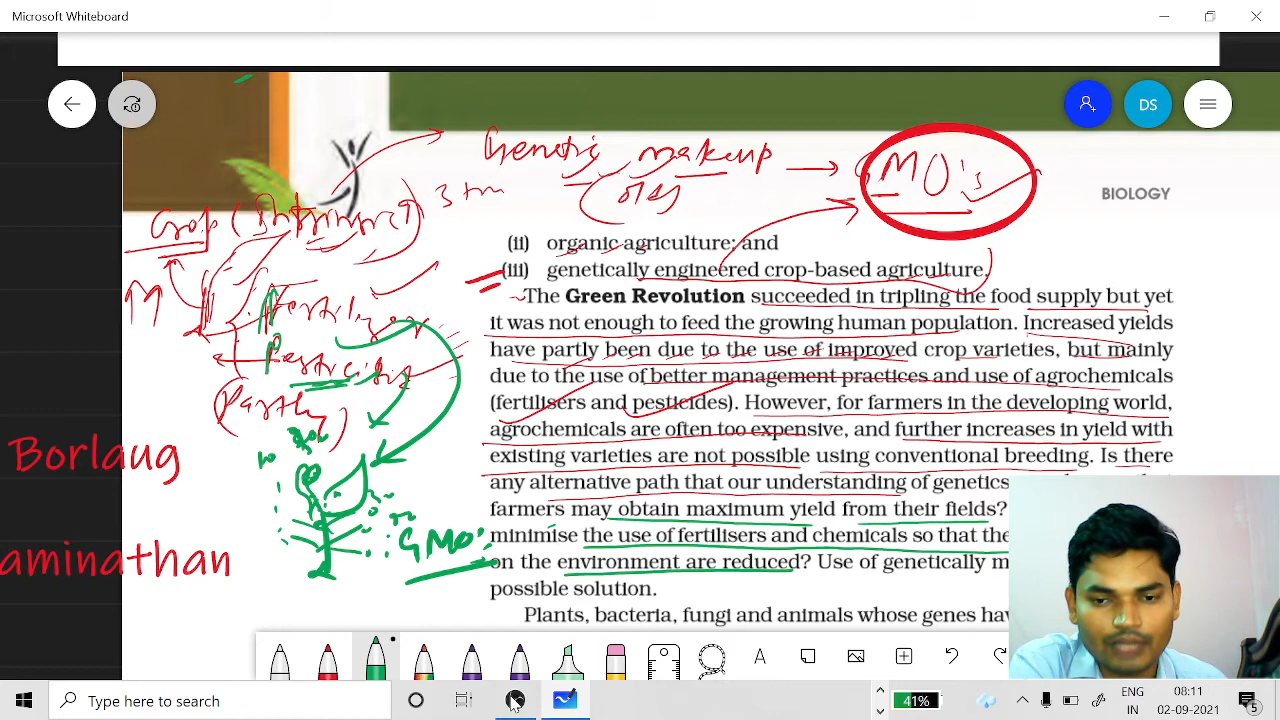 Microsoft Whiteboard
DS
Genetic makeup → GMO's
BIOLOGY
Crop
(ii) organic agriculture; and
(iii) genetically engineered crop-based agriculture.
The Green Revolution succeeded in tripling the food supply but yet
it was not enough to feed the growing human population. Increased yields
have partly been due to the use of improved crop varieties, but mainly
due to the use of better management practices and use of agrochemicals
(fertilisers and pesticides). However, for farmers in the developing world,
agrochemicals are often too expensive, and further increases in yield with
existing varieties are not possible using conventional breeding. Is there
any alternative path that our understanding of genetics
farmers may obtain maximum yield from their fields?
minimise the use of fertilisers and chemicals so that the
on the environment are reduced? Use of genetically m
possible solution.
Plants, bacteria, fungi and animals whose genes hav
Fertilizer
Pesticides
(Partly)
Borlaug
aminathan
GMO's
A
Type here to search
41%
ENG
IN
08:11
02-09-2021
5